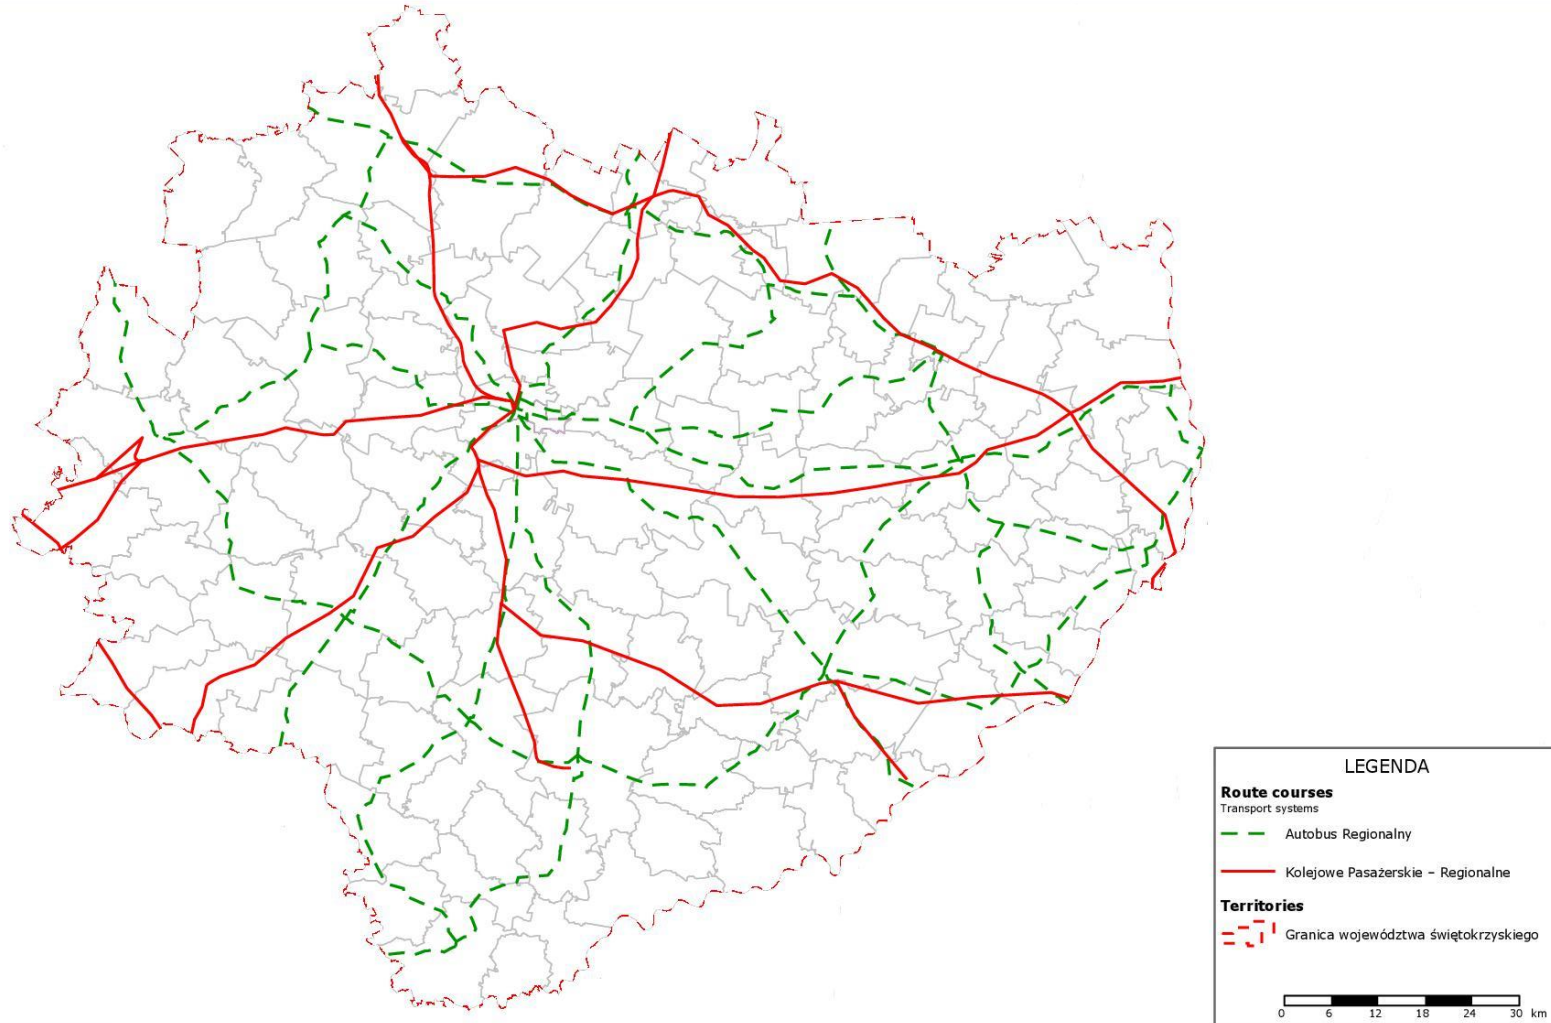 LEGENDA
Route courses
Transport systems
Autobus Regionalny
Kolejowe Pasażerskie – Regionalne
Territories
Granica województwa świętokrzyskiego
0 6 12 18 24 30 km